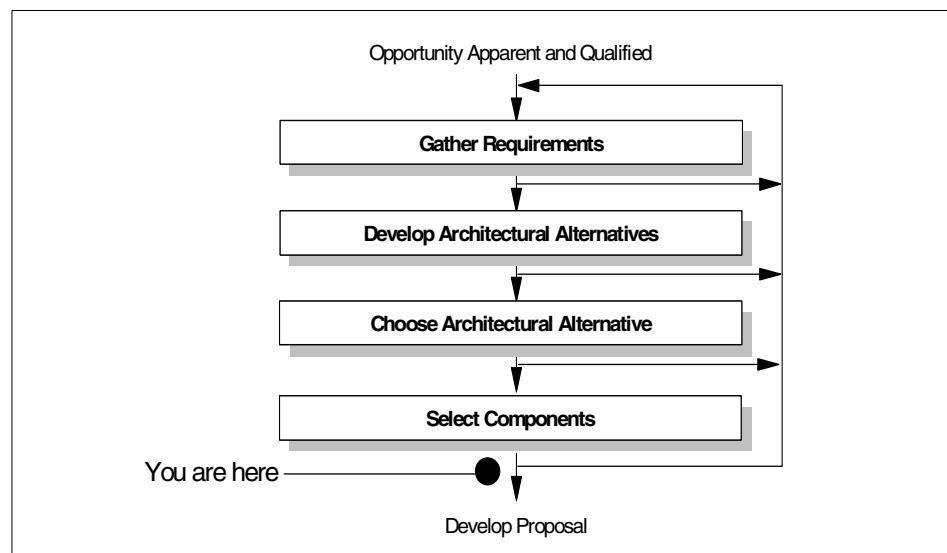 Opportunity Apparent and Qualified
Gather Requirements
Develop Architectural Alternatives
Choose Architectural Alternative
Select Components
You are here
Develop Proposal